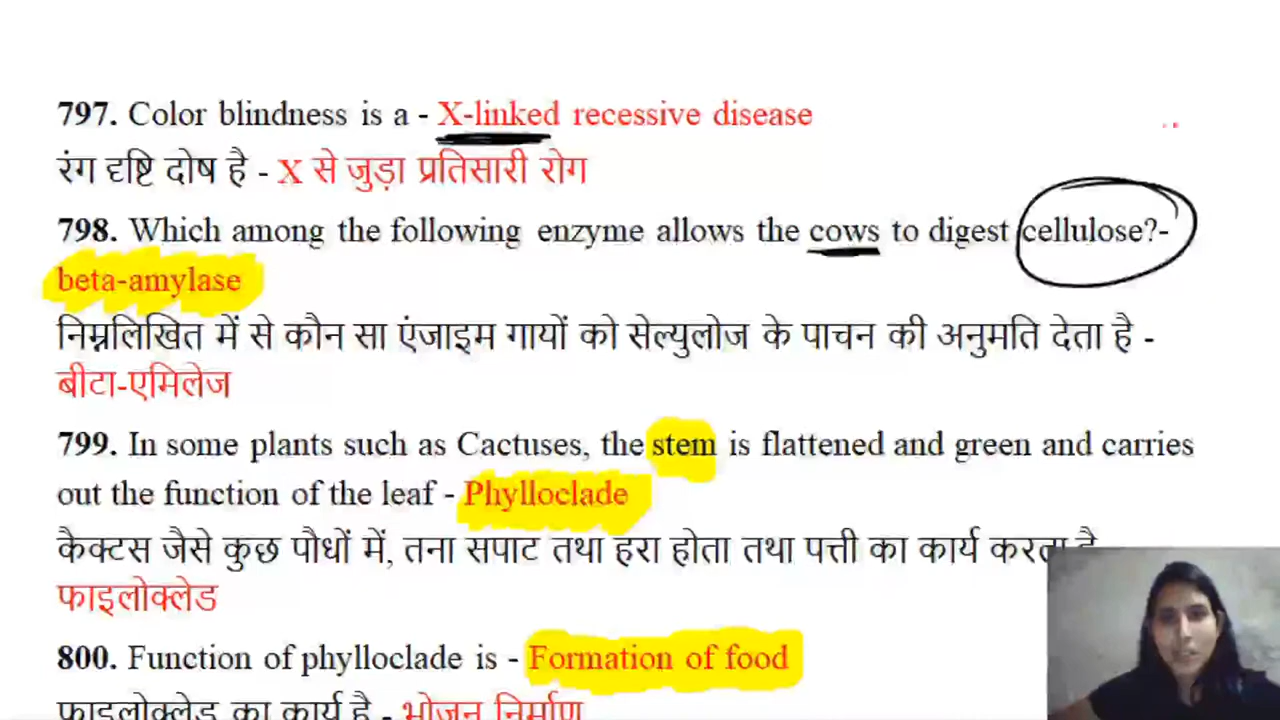 797. Color blindness is a - X-linked recessive disease
रंग दृष्टि दोष है - X से जुड़ा प्रतिसारी रोग
798. Which among the following enzyme allows the cows to digest cellulose?-
beta-amylase
निम्नलिखित में से कौन सा एंजाइम गायों को सेल्युलोज के पाचन की अनुमति देता है -
बीटा-एमिलेज
799. In some plants such as Cactuses, the stem is flattened and green and carries
out the function of the leaf - Phylloclade
कैक्टस जैसे कुछ पौधों में, तना सपाट तथा हरा होता तथा पत्ती का कार्य करता है
फाइलोक्लेड
800. Function of phylloclade is - Formation of food
फाइलोक्लेड का कार्य है - भोजन निर्माण